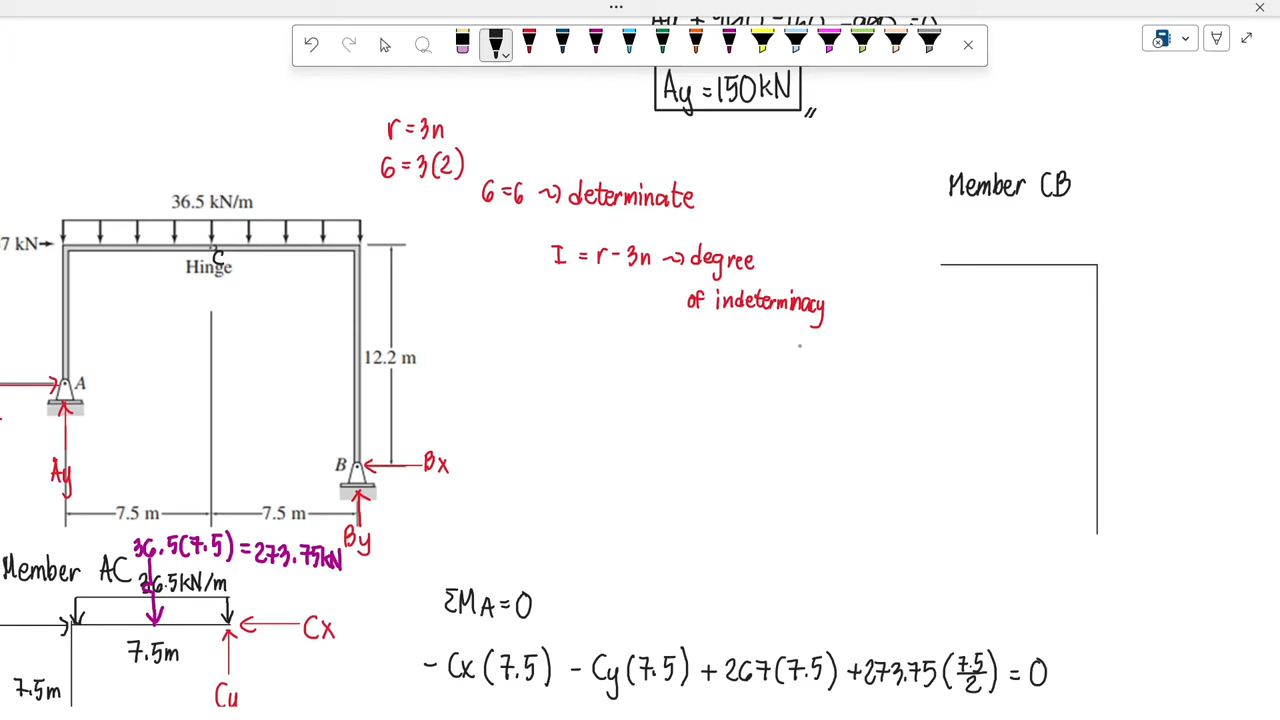 Ay = 150kN
r = 3n
6 = 3(2)
6 = 6 ~> determinate
Member CB
36.5 kN/m
7 kN
C
Hinge
I = r - 3n ~> degree
of indeterminacy
12.2 m
A
Ay
B
Bx
7.5 m
7.5 m
By
36.5(7.5) = 273.75kN
Member AC
36.5kN/m
ΣMA = 0
Cx
7.5m
- Cx(7.5) - Cy(7.5) + 267(7.5) + 273.75(7.5/2) = 0
7.5m
Cy